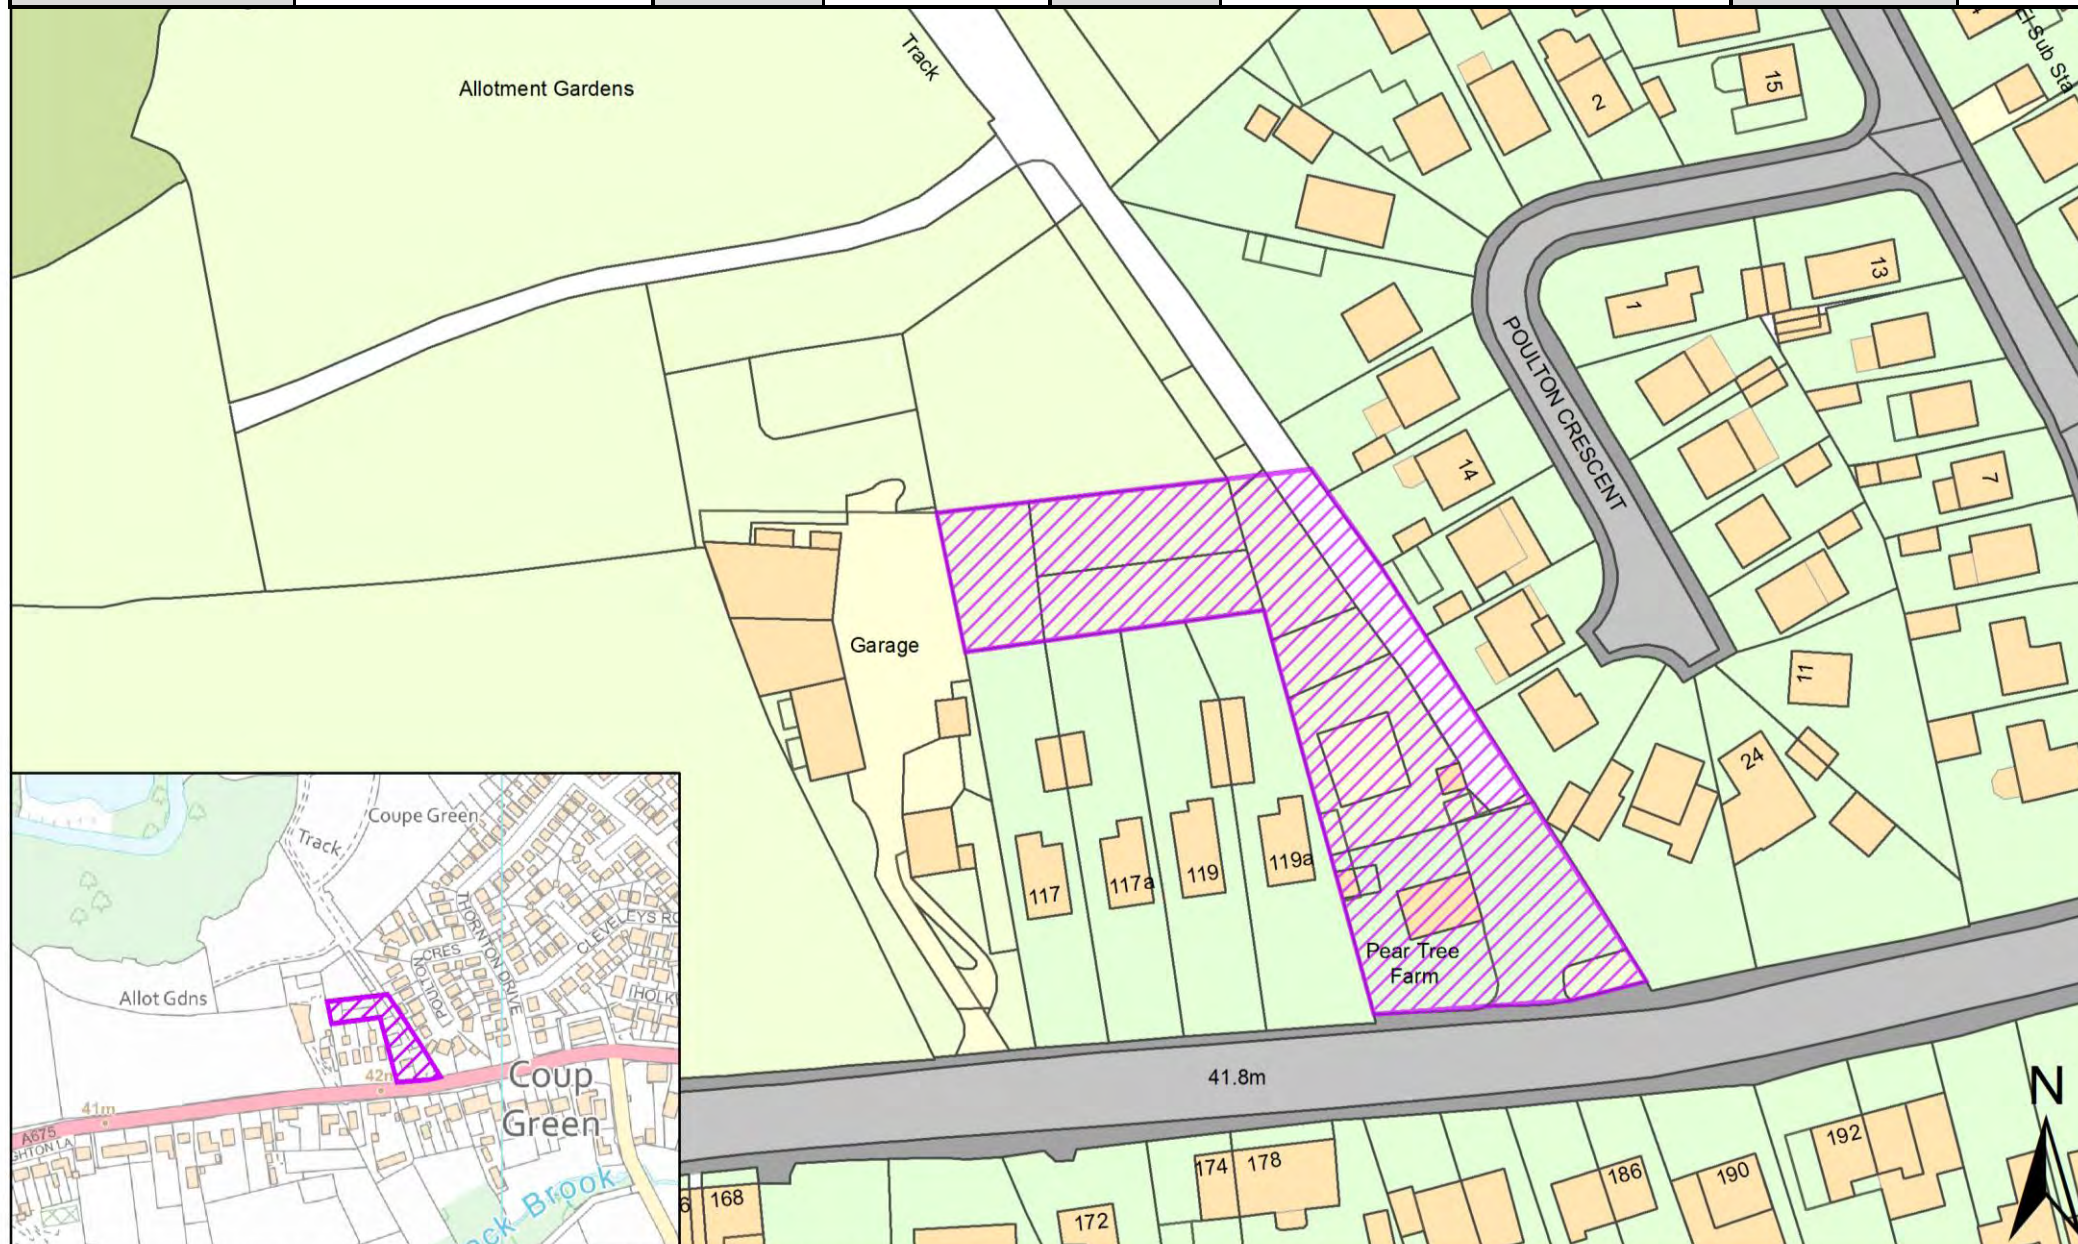 Allotment Gardens
Track
El Sub Sta
2
15
1
13
POULTON CRESCENT
14
7
Garage
11
24
117
117a
119
119a
Pear Tree
Farm
41.8m
N
168
174
178
172
186
190
192
Coupe Green
Track
THORNTON DRIVE
CRES
POULTON
Allot Gdns
42m
41m
A675
Coup
Green
Brook